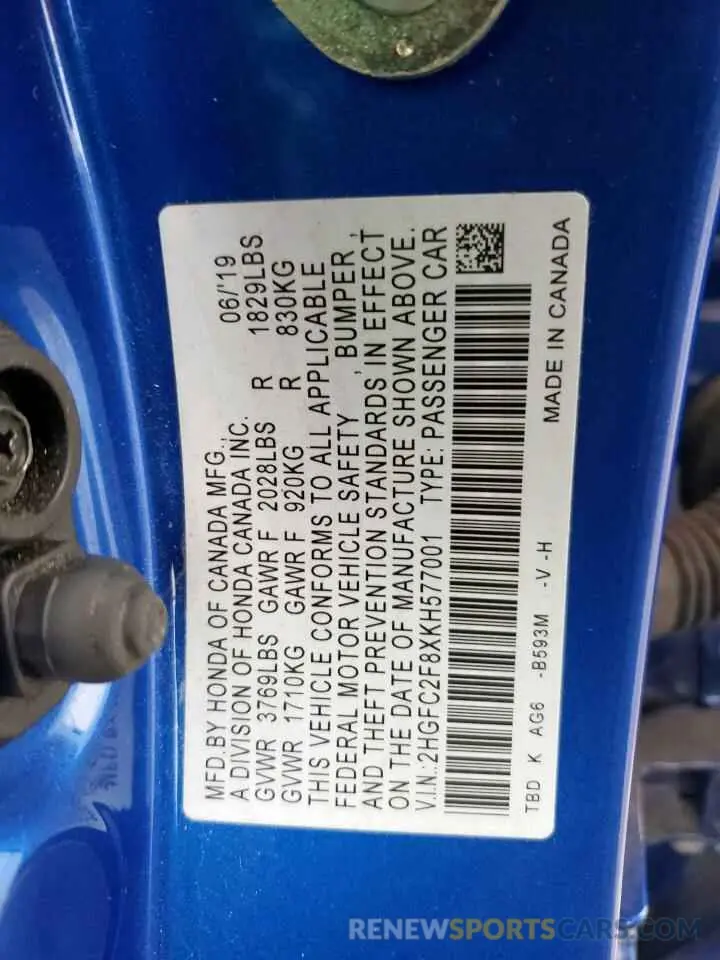 MFD.BY HONDA OF CANADA MFG., 06/'19
A DIVISION OF HONDA CANADA INC.
GVWR 3769LBS GAWR F 2028LBS R 1829LBS
GVWR 1710KG GAWR F 920KG R 830KG
THIS VEHICLE CONFORMS TO ALL APPLICABLE
FEDERAL MOTOR VEHICLE SAFETY , BUMPER ,
AND THEFT PREVENTION STANDARDS IN EFFECT
ON THE DATE OF MANUFACTURE SHOWN ABOVE.
V.I.N.:2HGFC2F8XKH577001 TYPE: PASSENGER CAR
TBD K AG6 -B593M -V -H
MADE IN CANADA
RENEWSPORTSCARS.COM